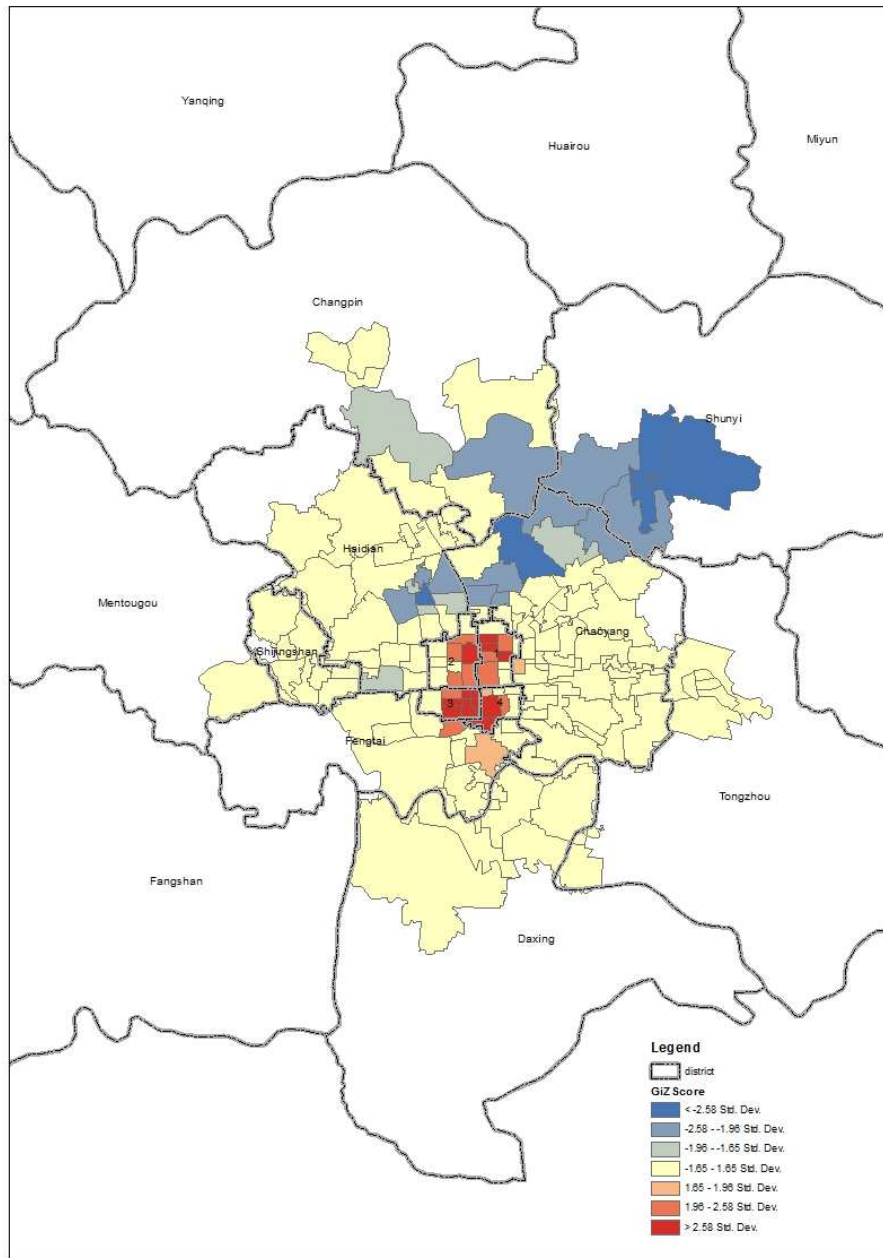 Yanqing
Miyun
Huairou
Changpin
Shunyi
Haidian
Mentougou
Chaoyang
Shijingshan
2
3
4
Fengtai
Tongzhou
Fangshan
Daxing
Legend
district
GiZ Score
< -2.58 Std. Dev.
-2.58 - -1.96 Std. Dev.
-1.96 - -1.65 Std. Dev.
-1.65 - 1.65 Std. Dev.
1.65 - 1.96 Std. Dev.
1.96 - 2.58 Std. Dev.
> 2.58 Std. Dev.